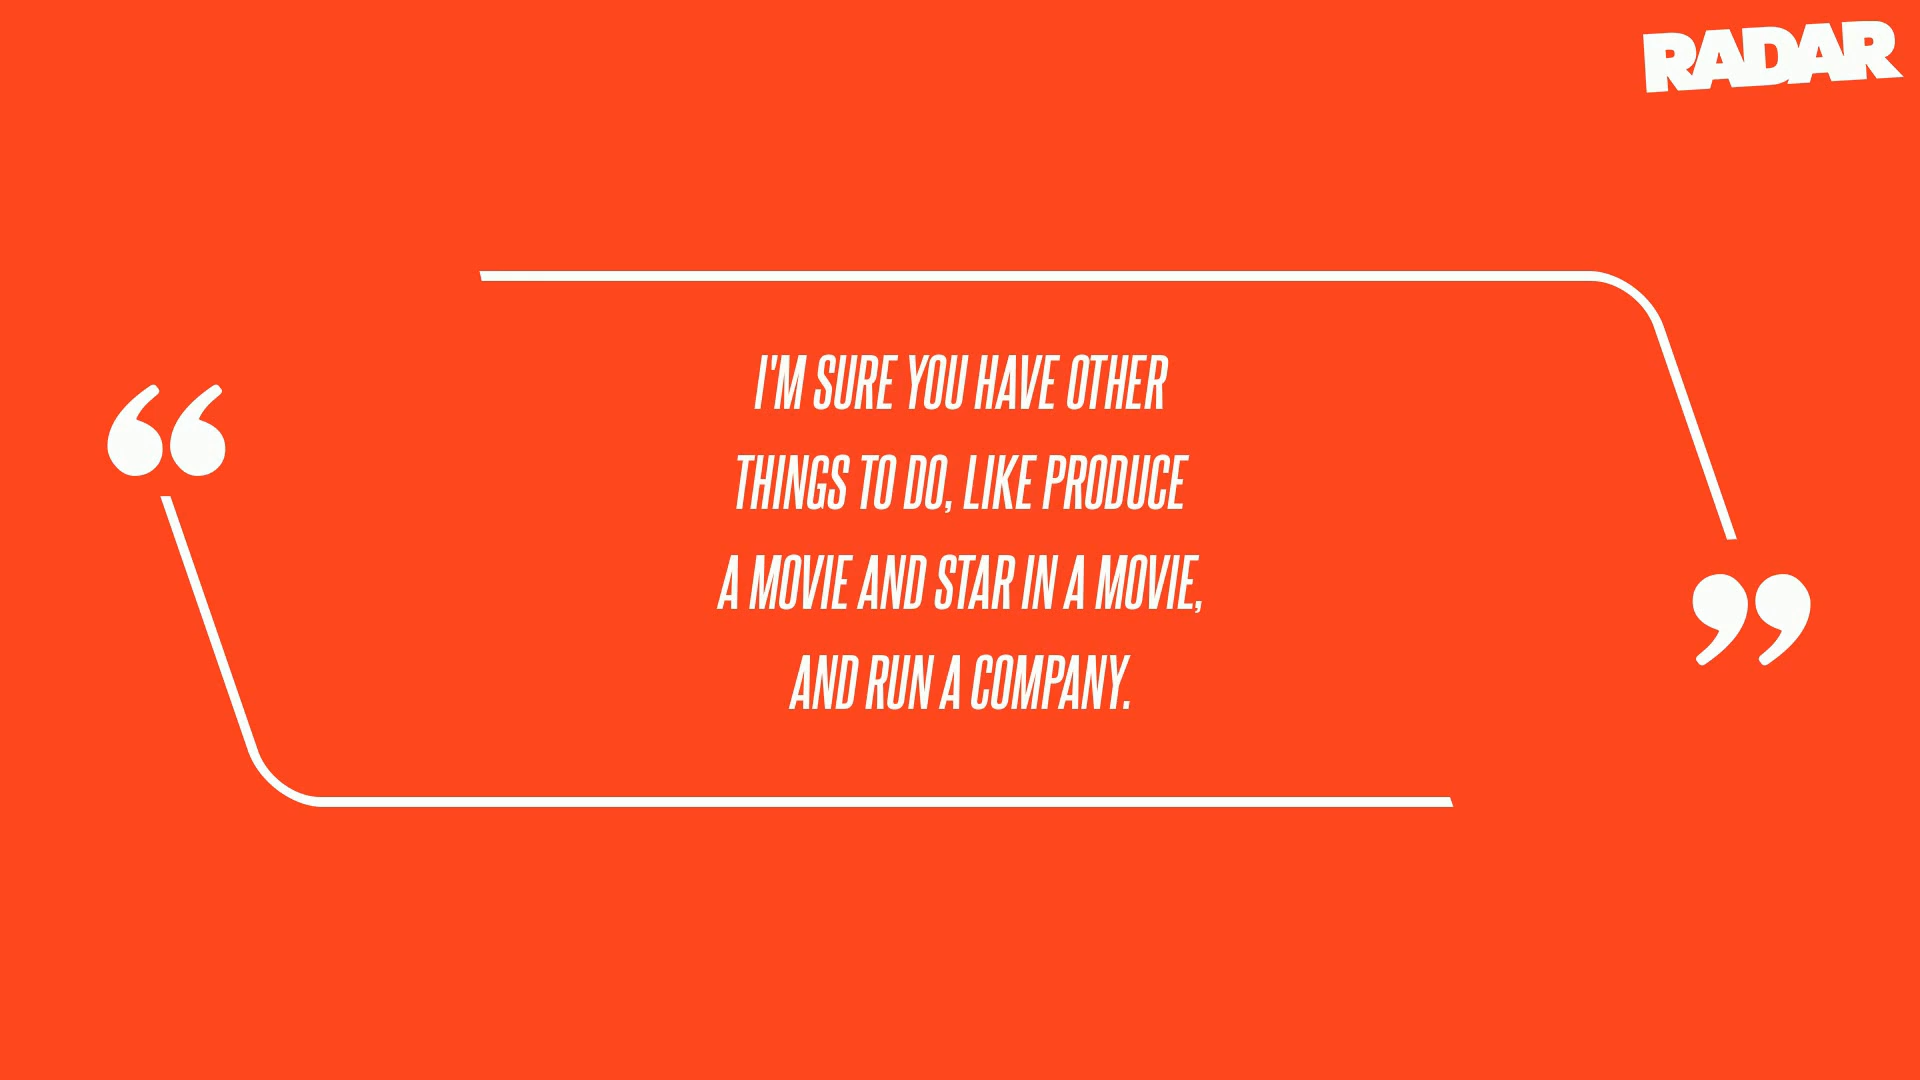 RADAR
I'M SURE YOU HAVE OTHER
THINGS TO DO, LIKE PRODUCE
A MOVIE AND STAR IN A MOVIE,
AND RUN A COMPANY.